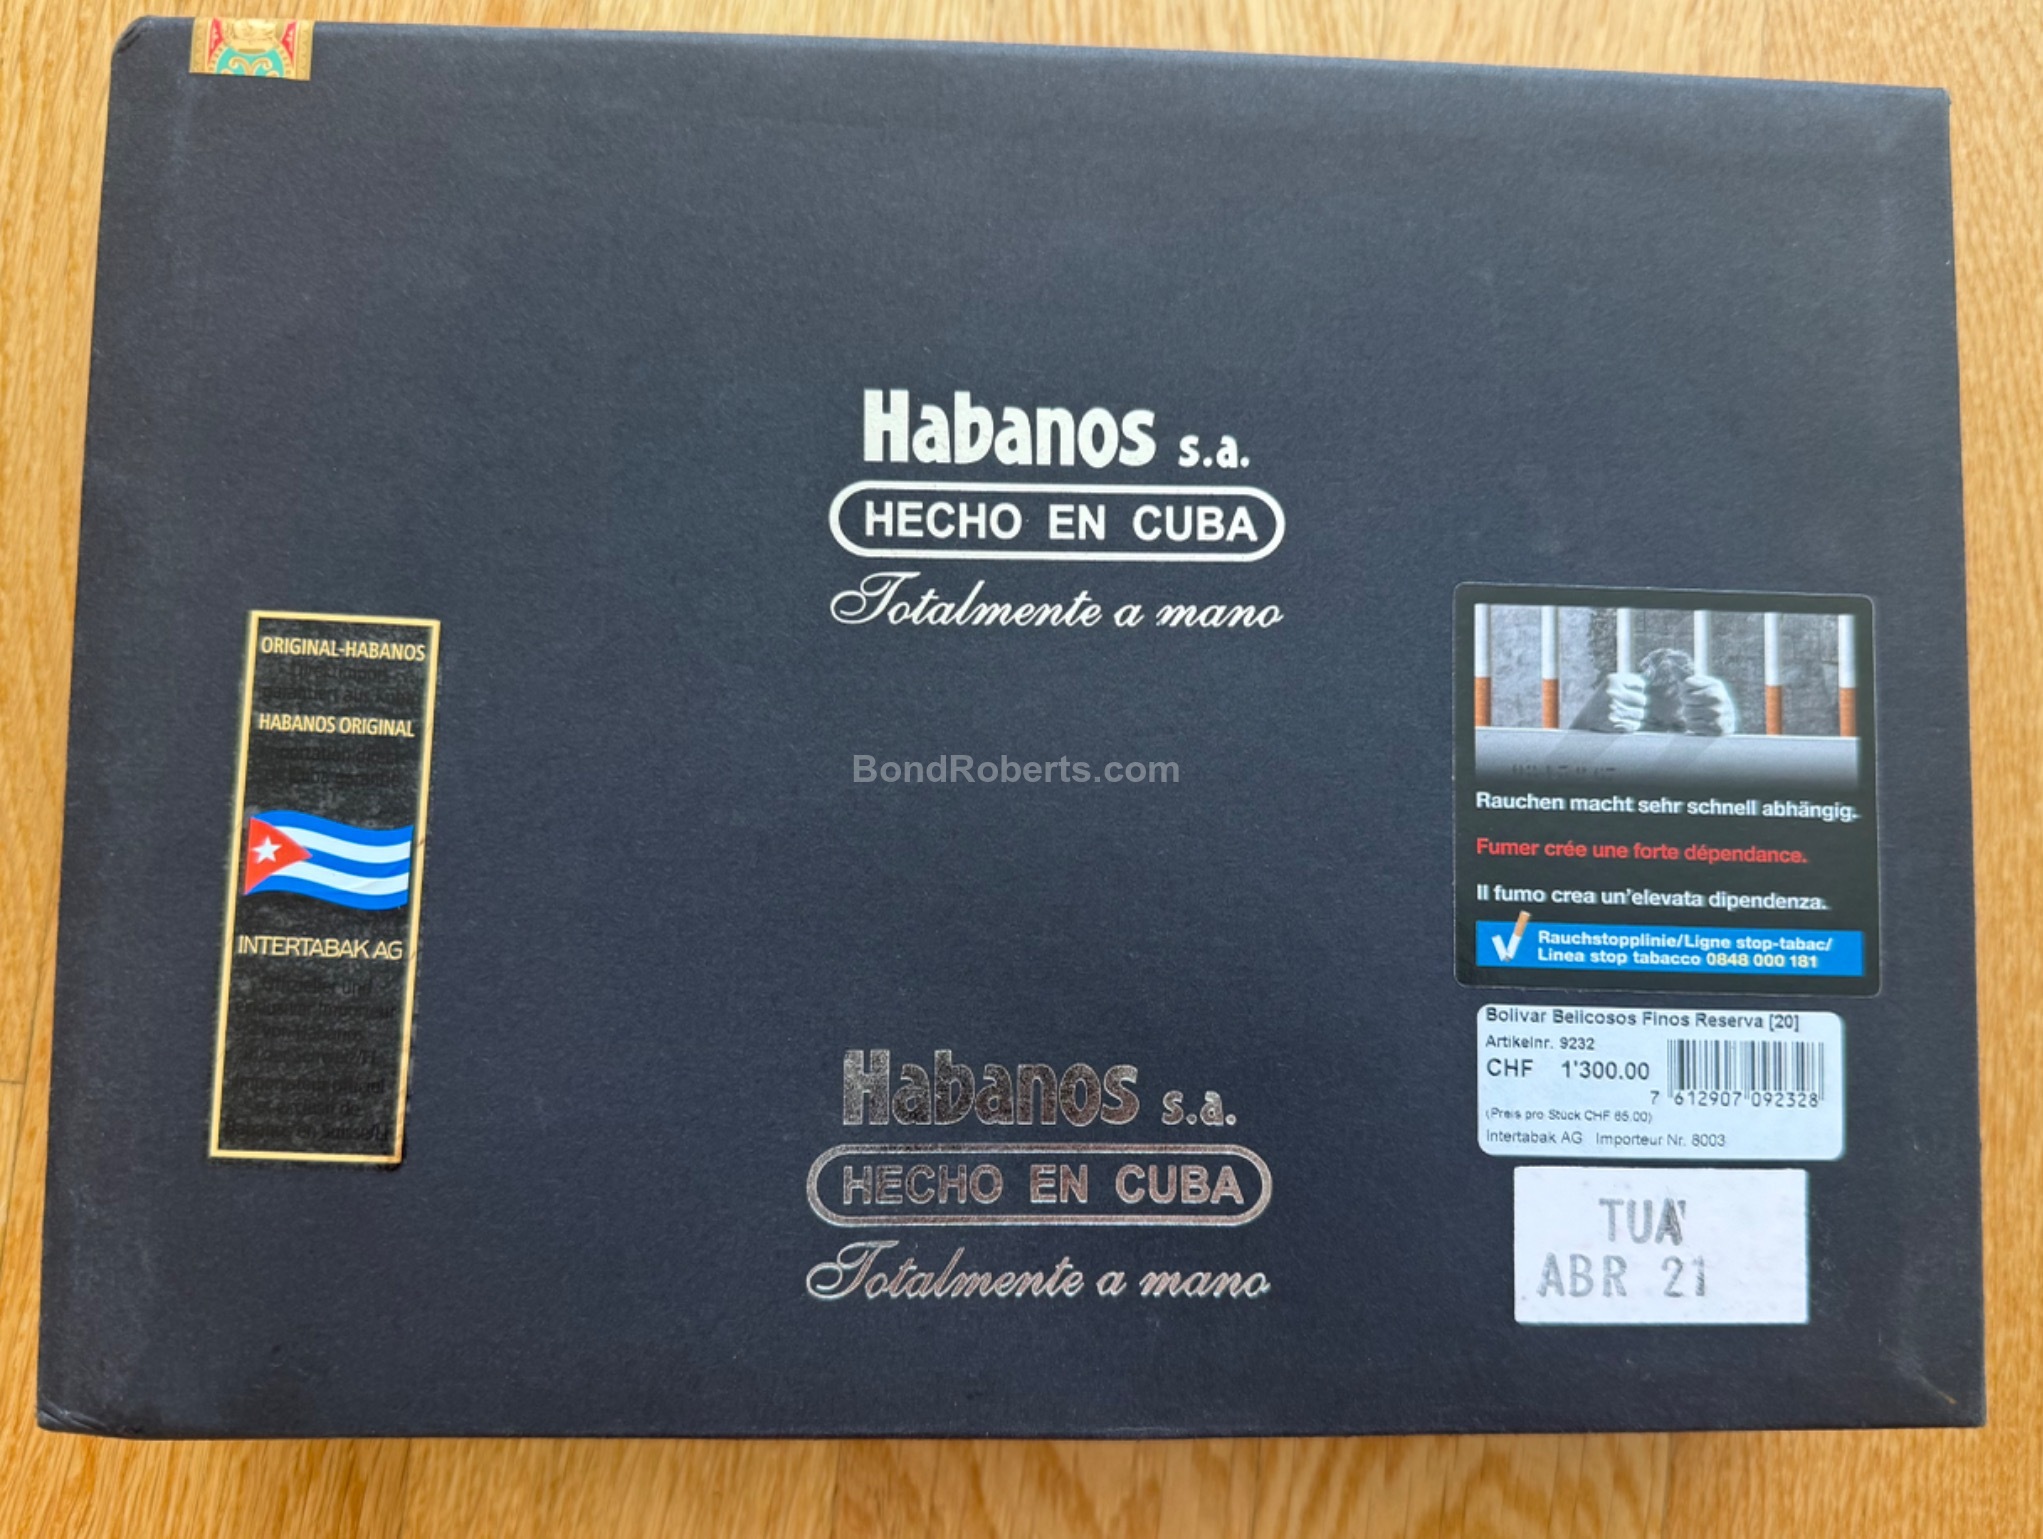 Habanos s.a.
HECHO EN CUBA
Totalmente a mano
ORIGINAL-HABANOS
HABANOS ORIGINAL
INTERTABAK AG
BondRoberts.com
Rauchen macht sehr schnell abhängig.
Fumer crée une forte dépendance.
Il fumo crea un'elevata dipendenza.
Rauchstopplinie/Ligne stop-tabac/
Linea stop tabacco 0848 000 181
Bolivar Belicosos Finos Reserva [20]
Artikelnr. 9232
CHF 1'300.00
7 612907 092328
(Preis pro Stück CHF 65.00)
Intertabak AG Importeur Nr. 8003
Habanos s.a.
HECHO EN CUBA
Totalmente a mano
TUA
ABR 21